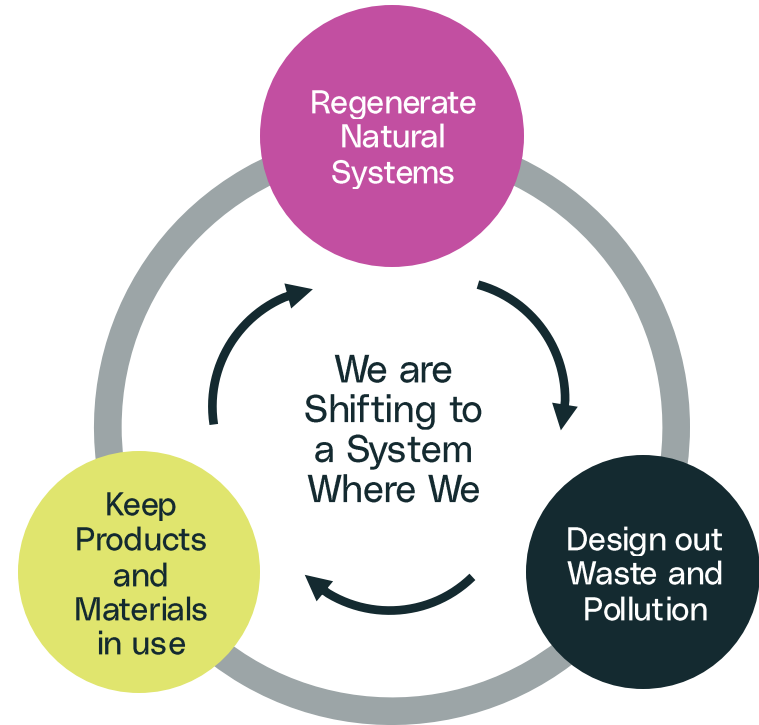 Regenerate
Natural
Systems
We are
Shifting to
a System
Where We
Keep
Products
and
Materials
in use
Design out
Waste and
Pollution